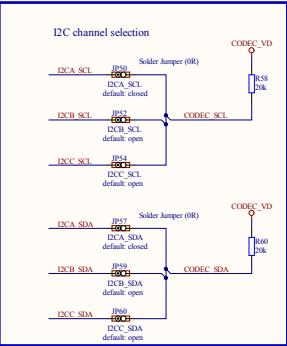 I2C channel selection
CODEC_VD
Solder Jumper (0R)
I2CA_SCL
JP50
I2CA_SCL
default: closed
R58
20k
I2CB_SCL
JP52
CODEC_SCL
I2CB_SCL
default: open
I2CC_SCL
JP54
I2CC_SCL
default: open
CODEC_VD
Solder Jumper (0R)
I2CA_SDA
JP57
I2CA_SDA
default: closed
R60
20k
I2CB_SDA
JP59
CODEC_SDA
I2CB_SDA
default: open
I2CC_SDA
JP60
I2CC_SDA
default: open